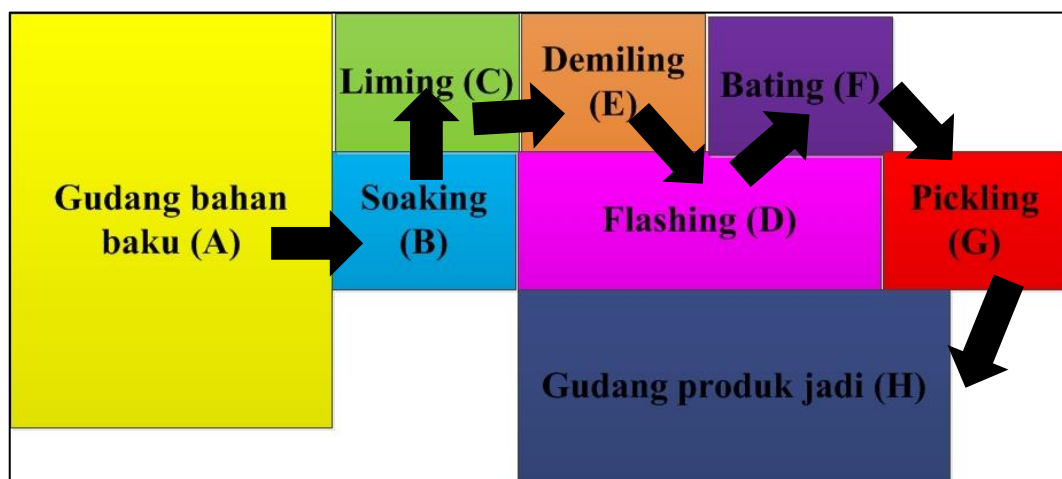 Gudang bahan
baku (A)
Liming (C)
Soaking
(B)
Demiling
(E)
Flashing (D)
Bating (F)
Pickling
(G)
Gudang produk jadi (H)